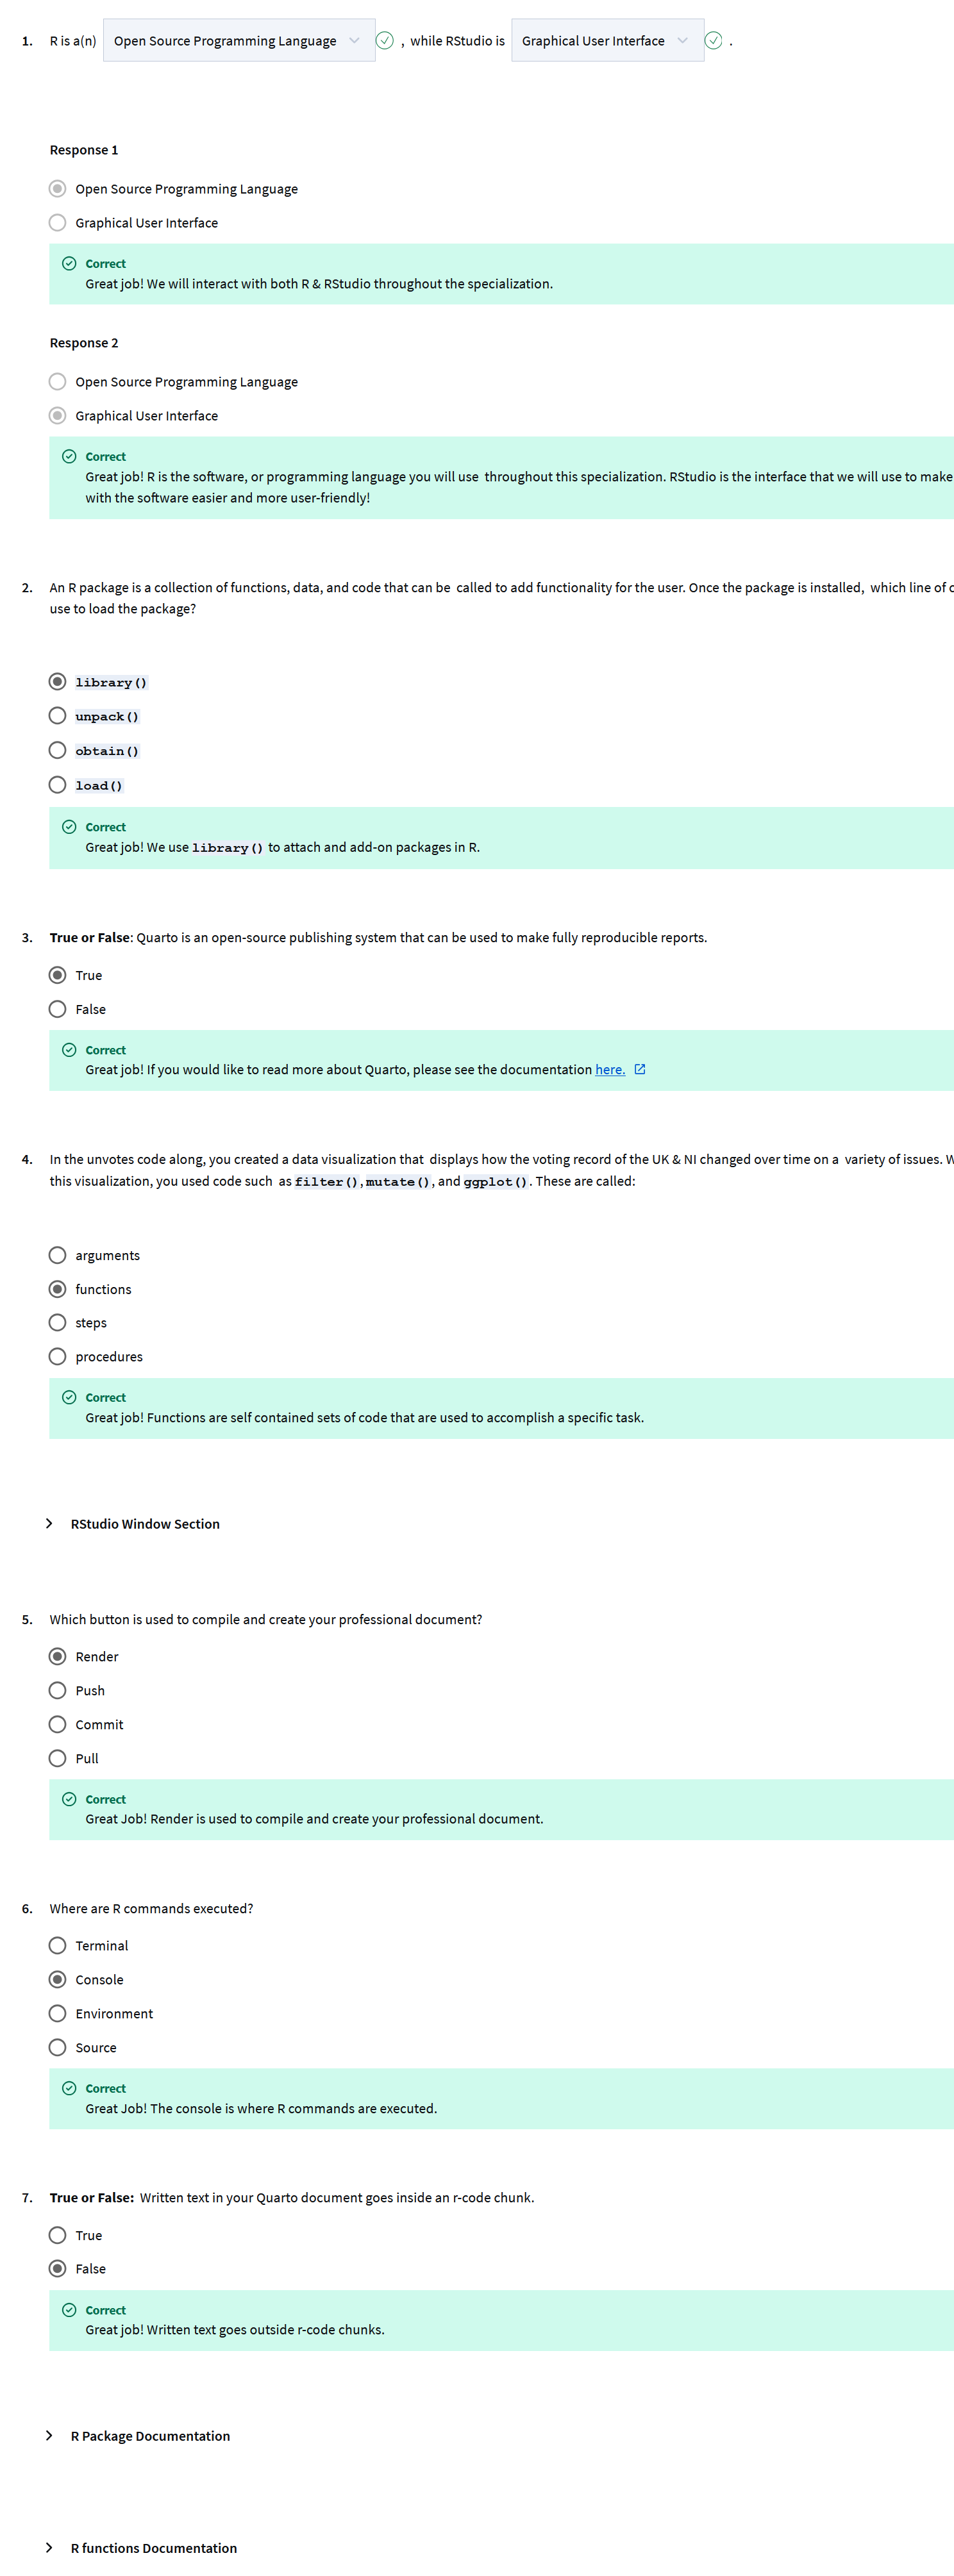 1. R is a(n) Open Source Programming Language , while RStudio is Graphical User Interface .
Response 1
Open Source Programming Language
Graphical User Interface
Correct
Great job! We will interact with both R & RStudio throughout the specialization.
Response 2
Open Source Programming Language
Graphical User Interface
Correct
Great job! R is the software, or programming language you will use throughout this specialization. RStudio is the interface that we will use to make
with the software easier and more user-friendly!
2. An R package is a collection of functions, data, and code that can be called to add functionality for the user. Once the package is installed, which line of
use to load the package?
library()
unpack()
obtain()
load()
Correct
Great job! We use library() to attach and add-on packages in R.
3. True or False: Quarto is an open-source publishing system that can be used to make fully reproducible reports.
True
False
Correct
Great job! If you would like to read more about Quarto, please see the documentation here.
4. In the unvotes code along, you created a data visualization that displays how the voting record of the UK & NI changed over time on a variety of issues.
this visualization, you used code such as filter(), mutate(), and ggplot(). These are called:
arguments
functions
steps
procedures
Correct
Great job! Functions are self contained sets of code that are used to accomplish a specific task.
RStudio Window Section
5. Which button is used to compile and create your professional document?
Render
Push
Commit
Pull
Correct
Great Job! Render is used to compile and create your professional document.
6. Where are R commands executed?
Terminal
Console
Environment
Source
Correct
Great Job! The console is where R commands are executed.
7. True or False: Written text in your Quarto document goes inside an r-code chunk.
True
False
Correct
Great job! Written text goes outside r-code chunks.
R Package Documentation
R functions Documentation